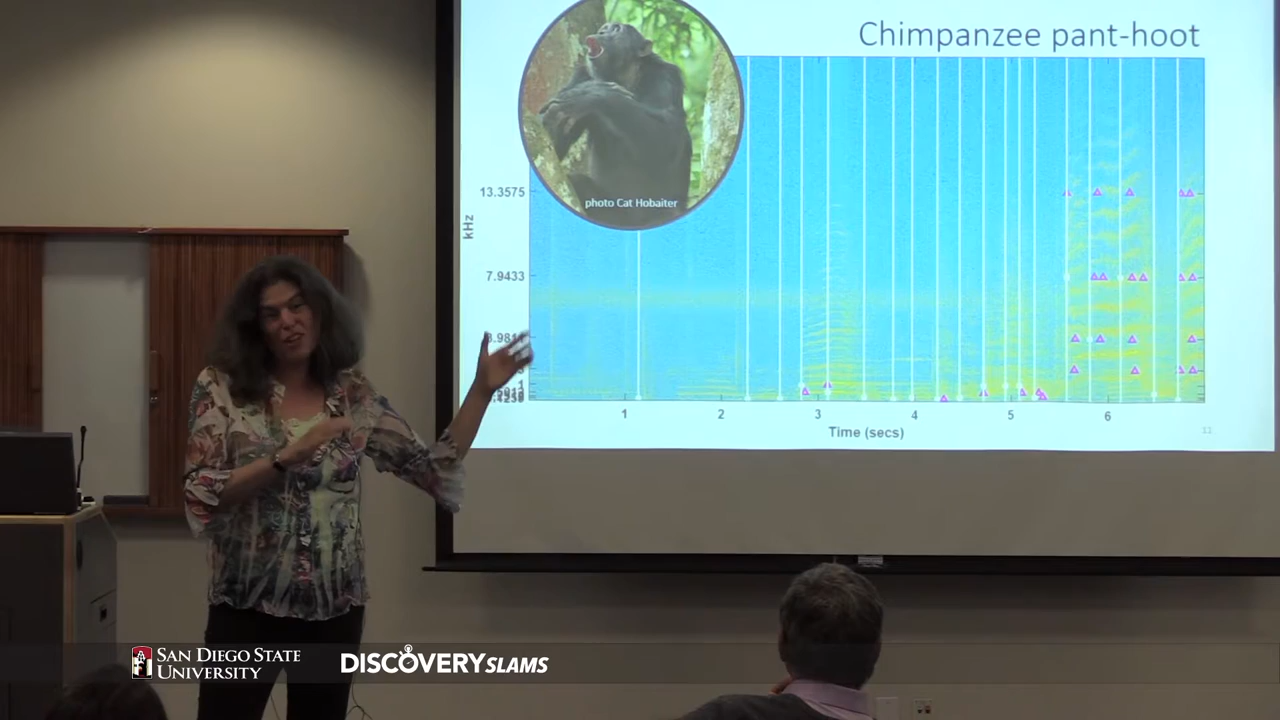 Chimpanzee pant-hoot
photo Cat Hobaiter
13.3575
kHz
7.9433
1 2 3 4 5 6
Time (secs)
11
SAN DIEGO STATE
UNIVERSITY
DISCOVERY SLAMS